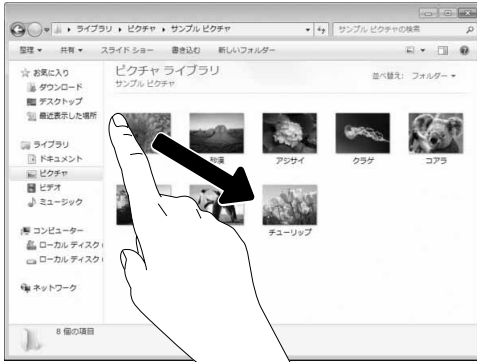 ライブラリ ▸ ピクチャ ▸ サンプル ピクチャ
サンプル ピクチャの検索
整理
共有
スライド ショー
書き込む
新しいフォルダー
お気に入り
ダウンロード
デスクトップ
最近表示した場所
ライブラリ
ドキュメント
ピクチャ
ビデオ
ミュージック
コンピューター
ローカル ディスク
ローカル ディスク
ネットワーク
ピクチャ ライブラリ
サンプル ピクチャ
並べ替え: フォルダー
アジサイ
クラゲ
コアラ
チューリップ
8 個の項目